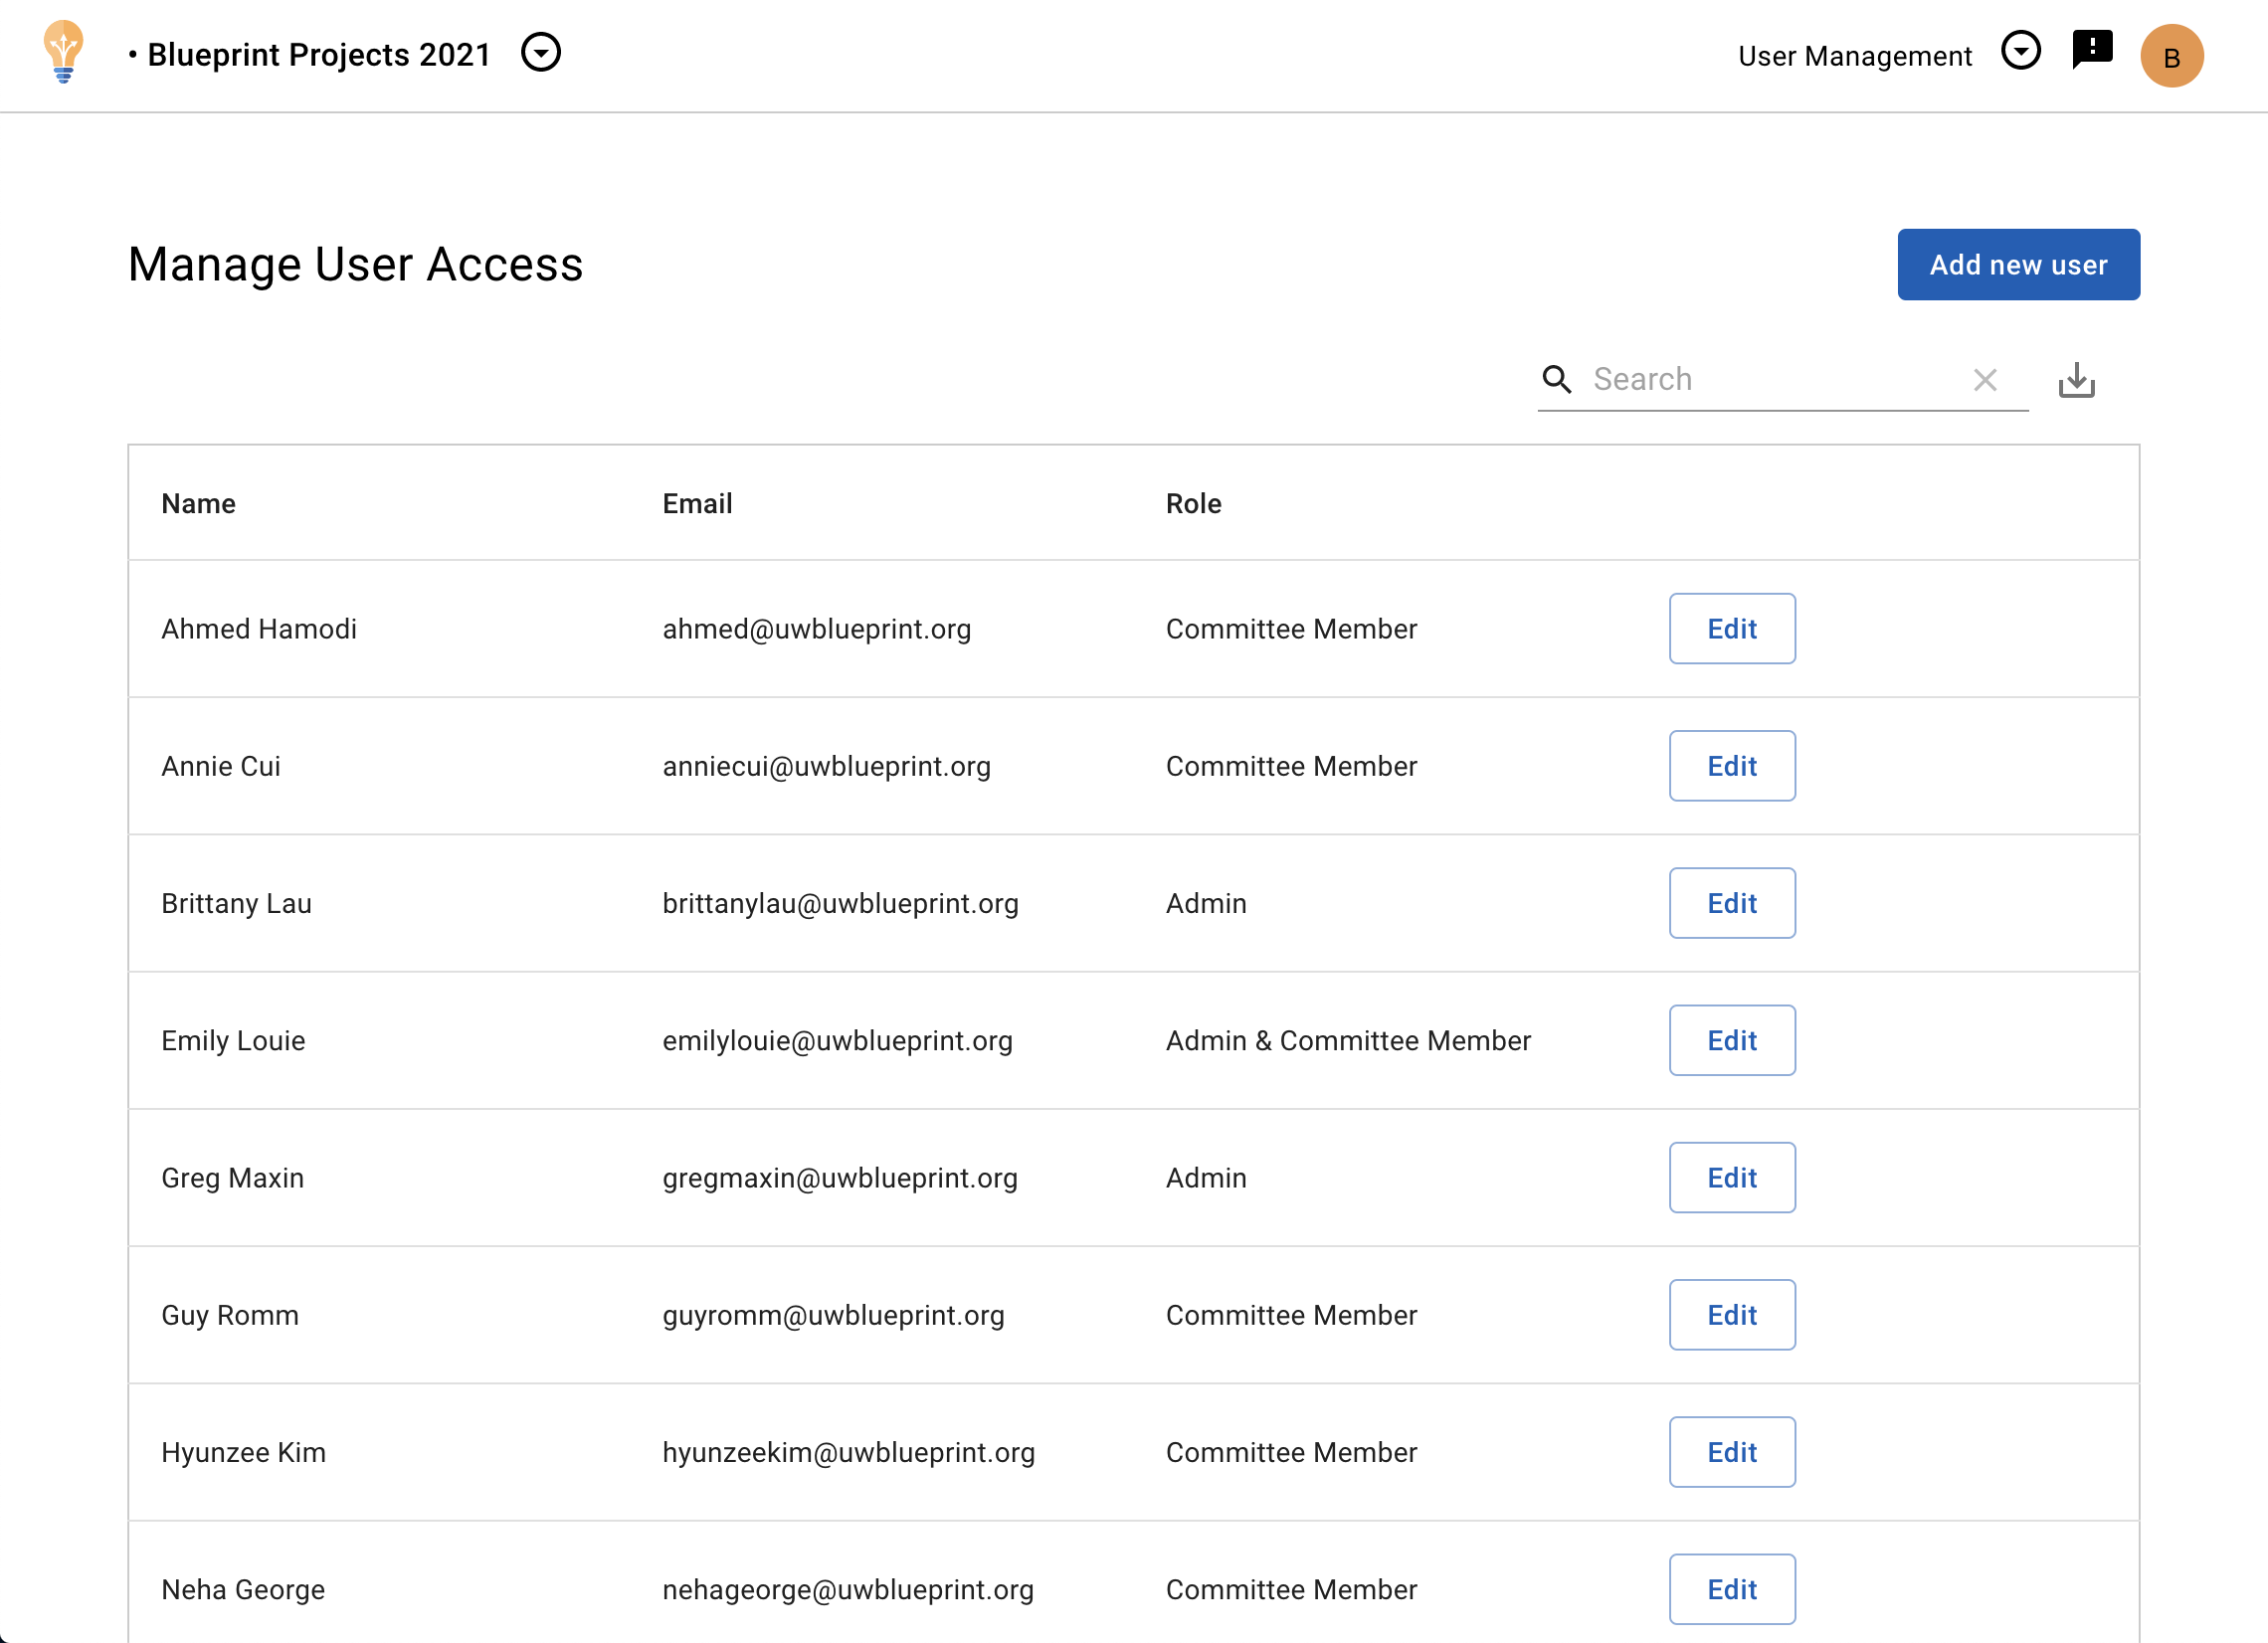 • Blueprint Projects 2021
User Management
B
Manage User Access
Add new user
Search
Name Email Role
Ahmed Hamodi ahmed@uwblueprint.org Committee Member Edit
Annie Cui anniecui@uwblueprint.org Committee Member Edit
Brittany Lau brittanylau@uwblueprint.org Admin Edit
Emily Louie emilylouie@uwblueprint.org Admin & Committee Member Edit
Greg Maxin gregmaxin@uwblueprint.org Admin Edit
Guy Romm guyromm@uwblueprint.org Committee Member Edit
Hyunzee Kim hyunzeekim@uwblueprint.org Committee Member Edit
Neha George nehageorge@uwblueprint.org Committee Member Edit